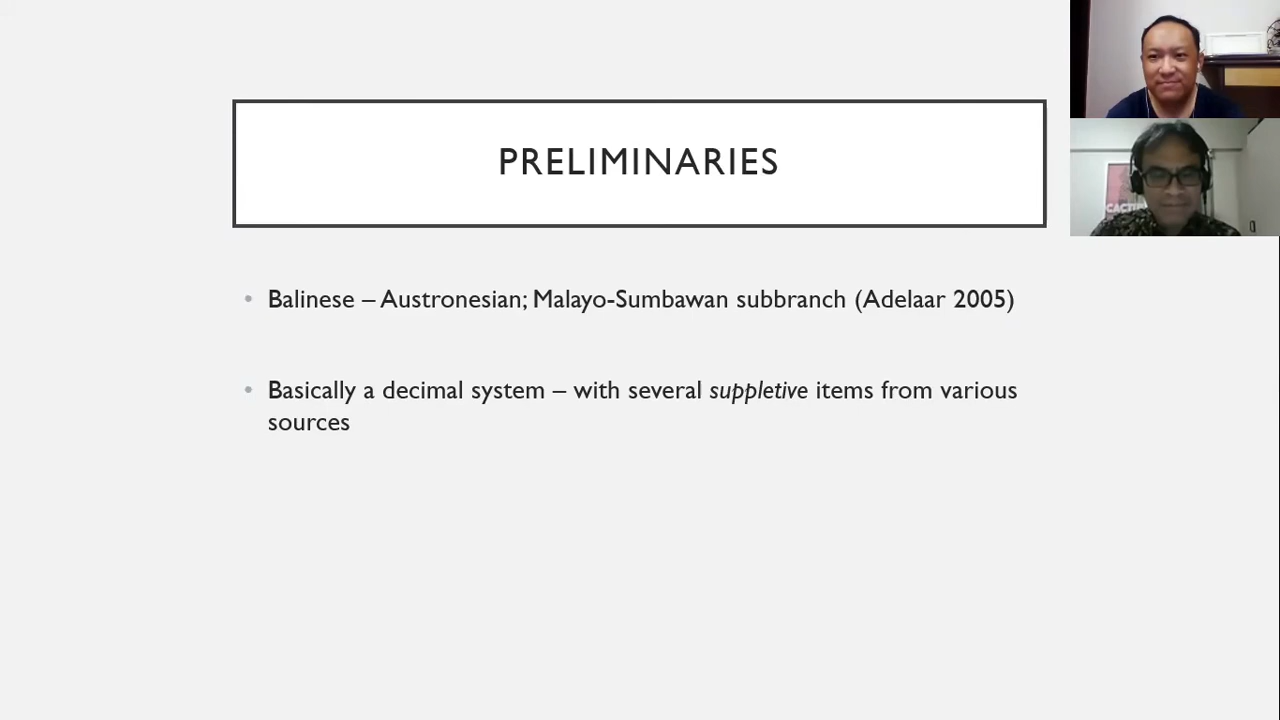 PRELIMINARIES
• Balinese – Austronesian; Malayo-Sumbawan subbranch (Adelaar 2005)
• Basically a decimal system – with several suppletive items from various
sources